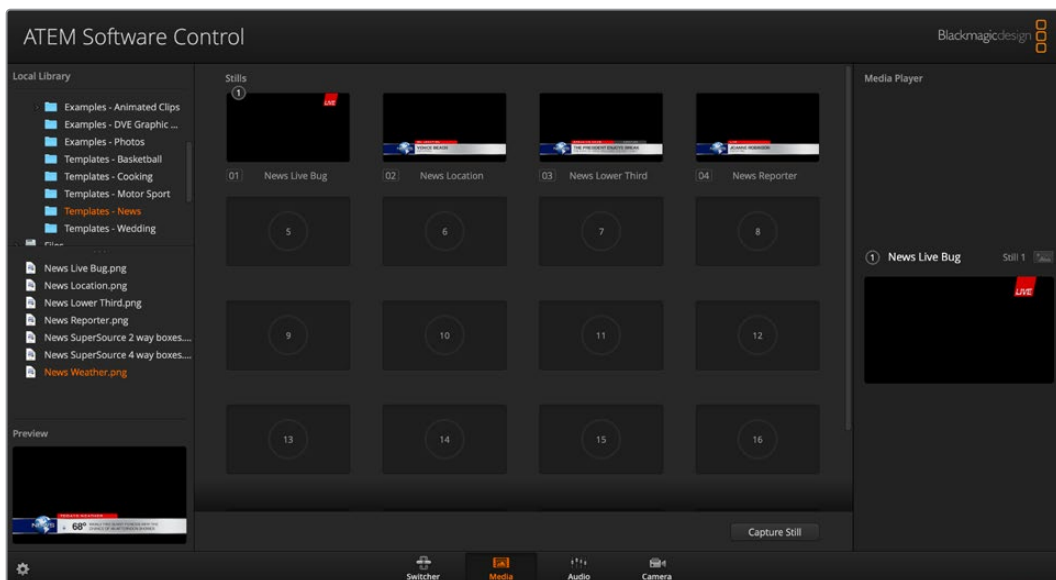 ATEM Software Control
Blackmagicdesign
Local Library
Examples - Animated Clips
Examples - DVE Graphic ...
Examples - Photos
Templates - Basketball
Templates - Cooking
Templates - Motor Sport
Templates - News
Templates - Wedding
Files
News Live Bug.png
News Location.png
News Lower Third.png
News Reporter.png
News SuperSource 2 way boxes....
News SuperSource 4 way boxes....
News Weather.png
Preview
68°
Stills
1
LIVE
VENICE BEACH
01 News Live Bug
02 News Location
03 News Lower Third
04 News Reporter
5
6
7
8
9
10
11
12
13
14
15
16
Capture Still
Media Player
1 News Live Bug Still 1
LIVE
Switcher
Media
Audio
Camera